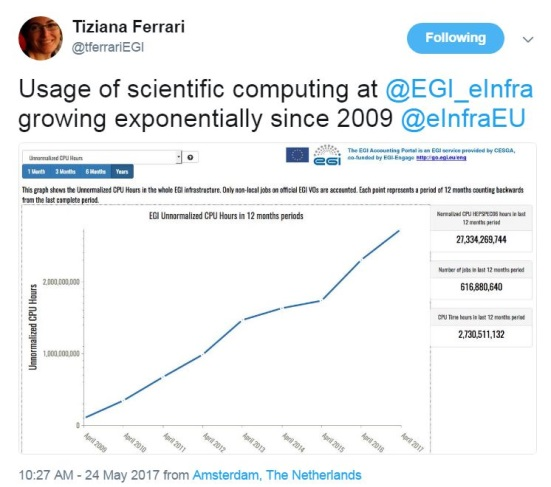 Tiziana Ferrari
@tferrariEGI
Following
Usage of scientific computing at @EGI_eInfra
growing exponentially since 2009 @eInfraEU
Unnormalized CPU Hours
1 Month 3 Months 6 Months Years
egi
The EGI Accounting Portal is an EGI service provided by CESGA,
co-funded by EGI-Engage http://go.egi.eu/eng
This graph shows the Unnormalized CPU Hours in the whole EGI infrastructure. Only non-local jobs on official EGI VOs are accounted. Each point represents a period of 12 months counting backwards
from the last complete period.
EGI Unnormalized CPU Hours in 12 months periods
Unnormalized CPU Hours
2,000,000,000
1,000,000,000
0
April 2009
April 2010
April 2011
April 2012
April 2013
April 2014
April 2015
April 2016
April 2017
Normalized CPU HEPSPEC06 hours in last
12 months period
27,334,269,744
Number of jobs in last 12 months period
616,880,640
CPU Time hours in last 12 months period
2,730,511,132
10:27 AM - 24 May 2017 from Amsterdam, The Netherlands